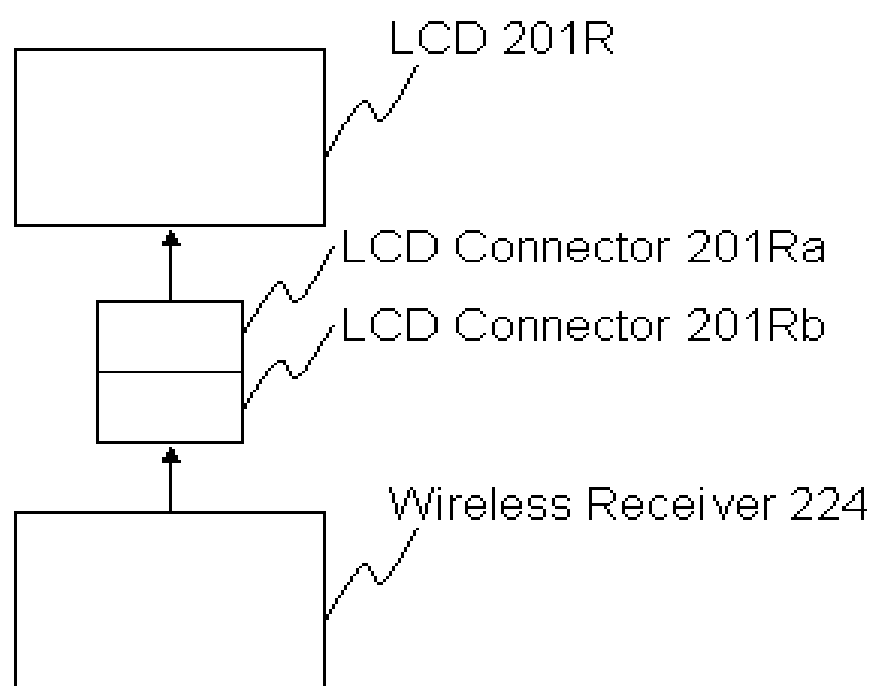 LCD 201R
LCD Connector 201Ra
LCD Connector 201Rb
Wireless Receiver 224